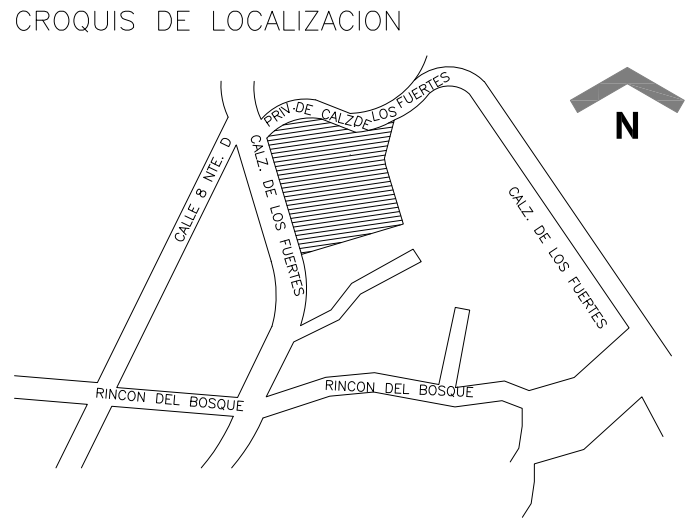 CROQUIS DE LOCALIZACION
PRIV. DE CALZDE LOS FUERTES
N
CALLE 8 NTE. D
CALZ. DE LOS FUERTES
CALZ. DE LOS FUERTES
RINCON DEL BOSQUE
RINCON DEL BOSQUE